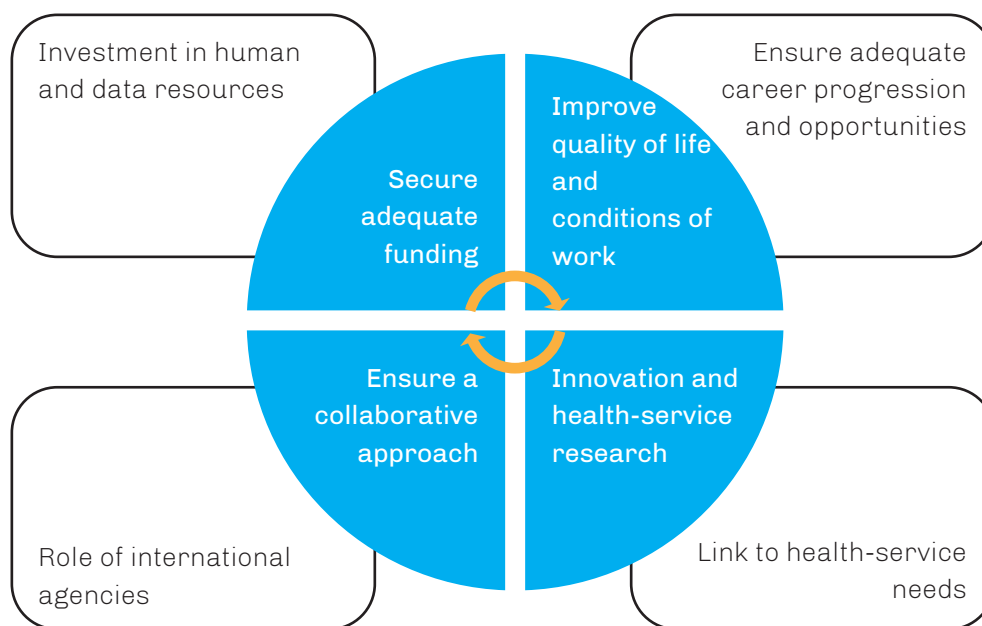 Investment in human
and data resources
Ensure adequate
career progression
and opportunities
Secure
adequate
funding
Improve
quality of life
and
conditions of
work
Ensure a
collaborative
approach
Innovation and
health-service
research
Role of international
agencies
Link to health-service
needs